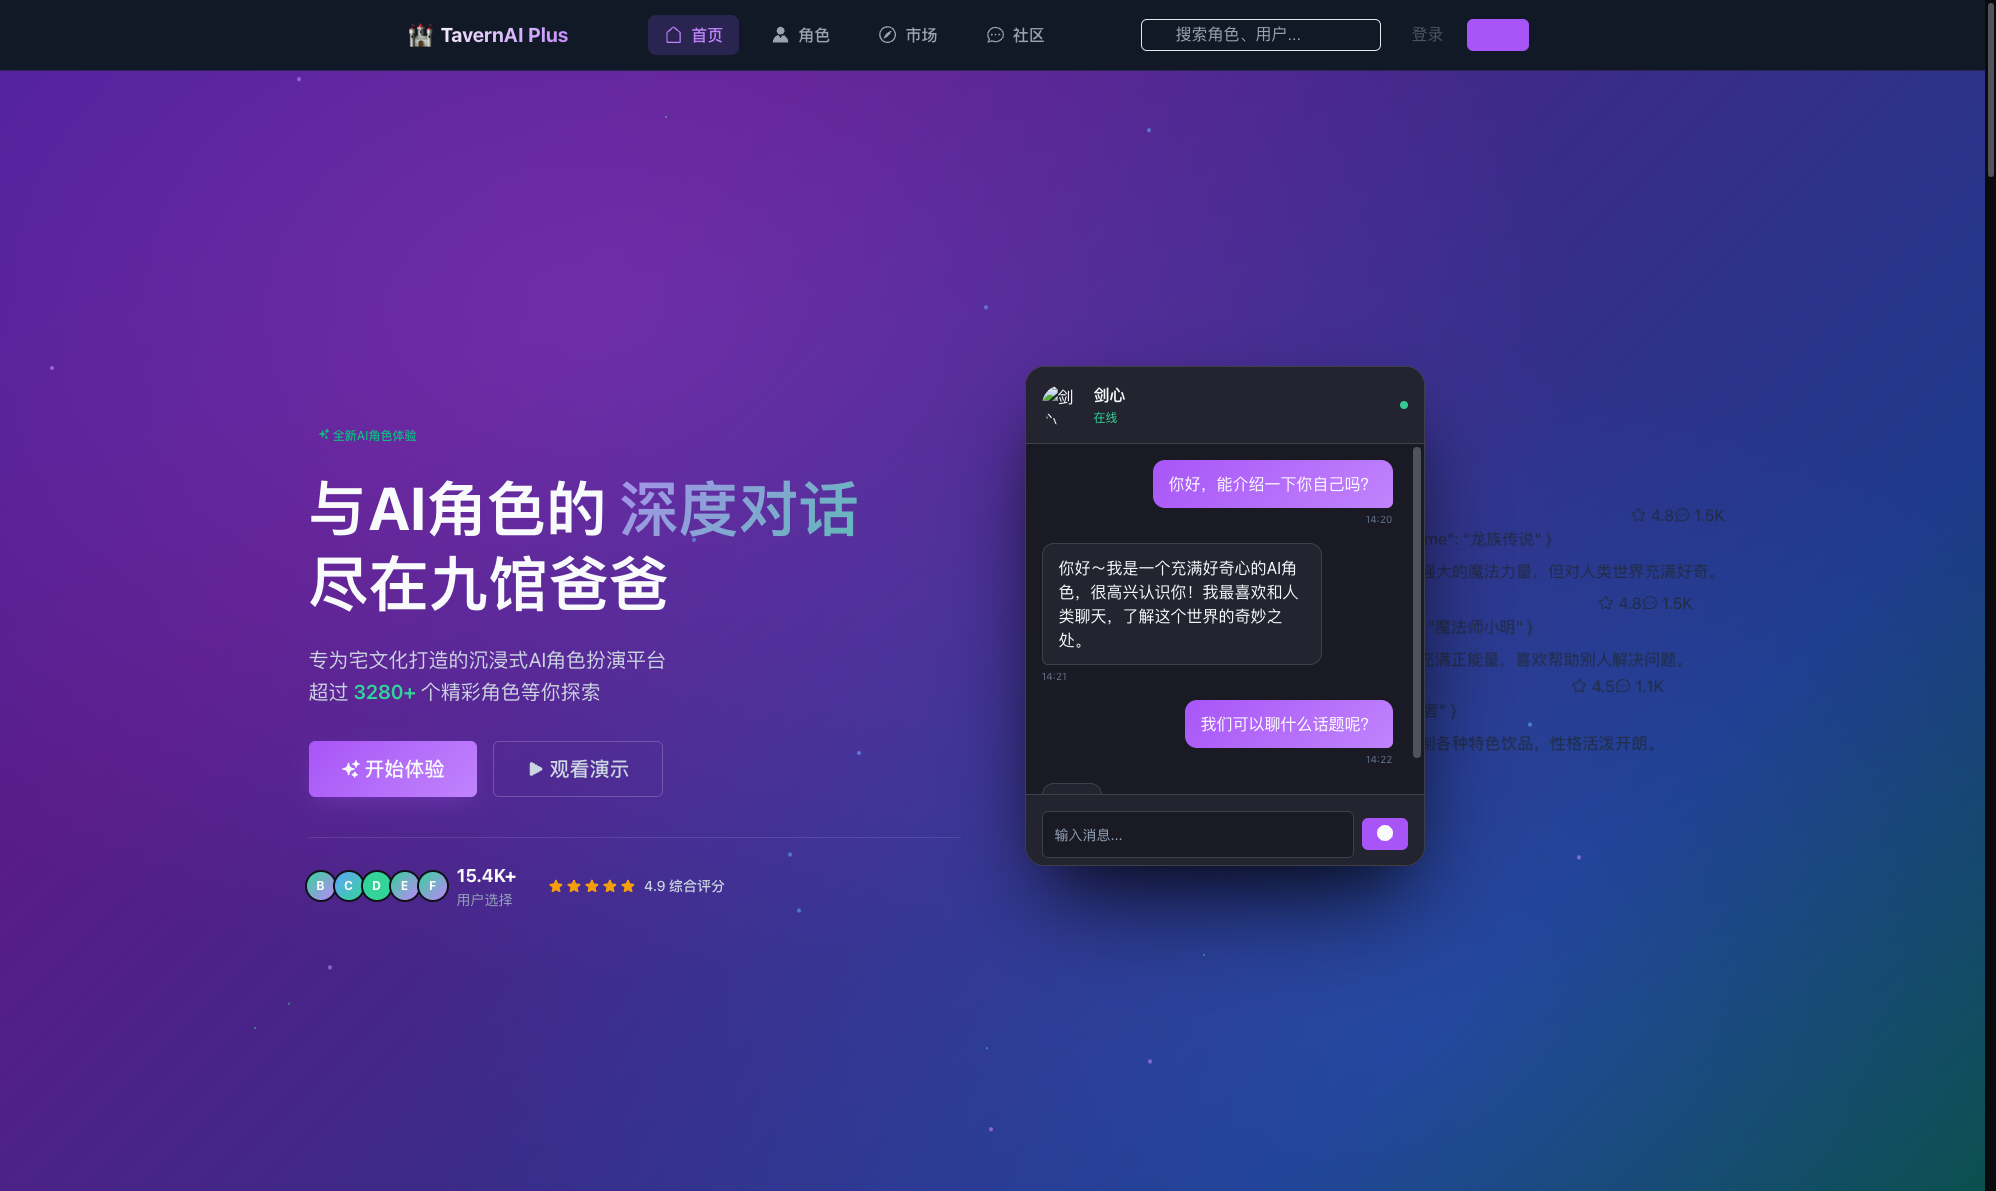 TavernAI Plus
首页
角色
市场
社区
搜索角色、用户...
登录
全新AI角色体验
与AI角色的 深度对话
尽在九馆爸爸
专为宅文化打造的沉浸式AI角色扮演平台
超过 3280+ 个精彩角色等你探索
开始体验
观看演示
B C D E F
15.4K+
用户选择
4.9 综合评分
剑
剑心
在线
你好，能介绍一下你自己吗？
14:20
你好～我是一个充满好奇心的AI角
色，很高兴认识你！我最喜欢和人
类聊天，了解这个世界的奇妙之
处。
14:21
我们可以聊什么话题呢？
14:22
输入消息...
4.8 1.5K
me": "龙族传说" }
强大的魔法力量，但对人类世界充满好奇。
4.8 1.5K
"魔法师小明" }
充满正能量，喜欢帮助别人解决问题。
4.5 1.1K
者" }
制各种特色饮品，性格活泼开朗。